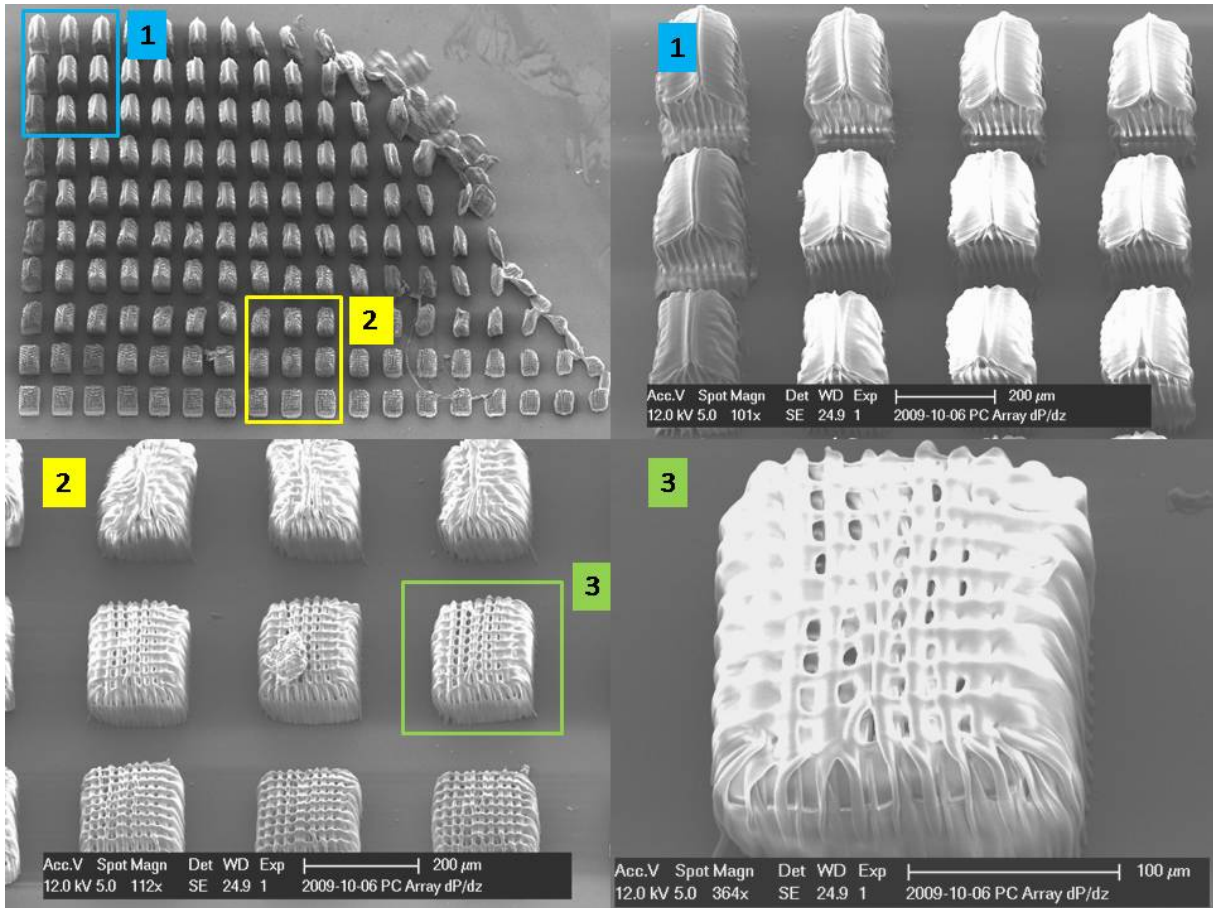 1
2
1
Acc.V Spot Magn Det WD Exp 200 µm
12.0 kV 5.0 101x SE 24.9 1 2009-10-06 PC Array dP/dz
2
3
Acc.V Spot Magn Det WD Exp 200 µm
12.0 kV 5.0 112x SE 24.9 1 2009-10-06 PC Array dP/dz
3
Acc.V Spot Magn Det WD Exp 100 µm
12.0 kV 5.0 364x SE 24.9 1 2009-10-06 PC Array dP/dz